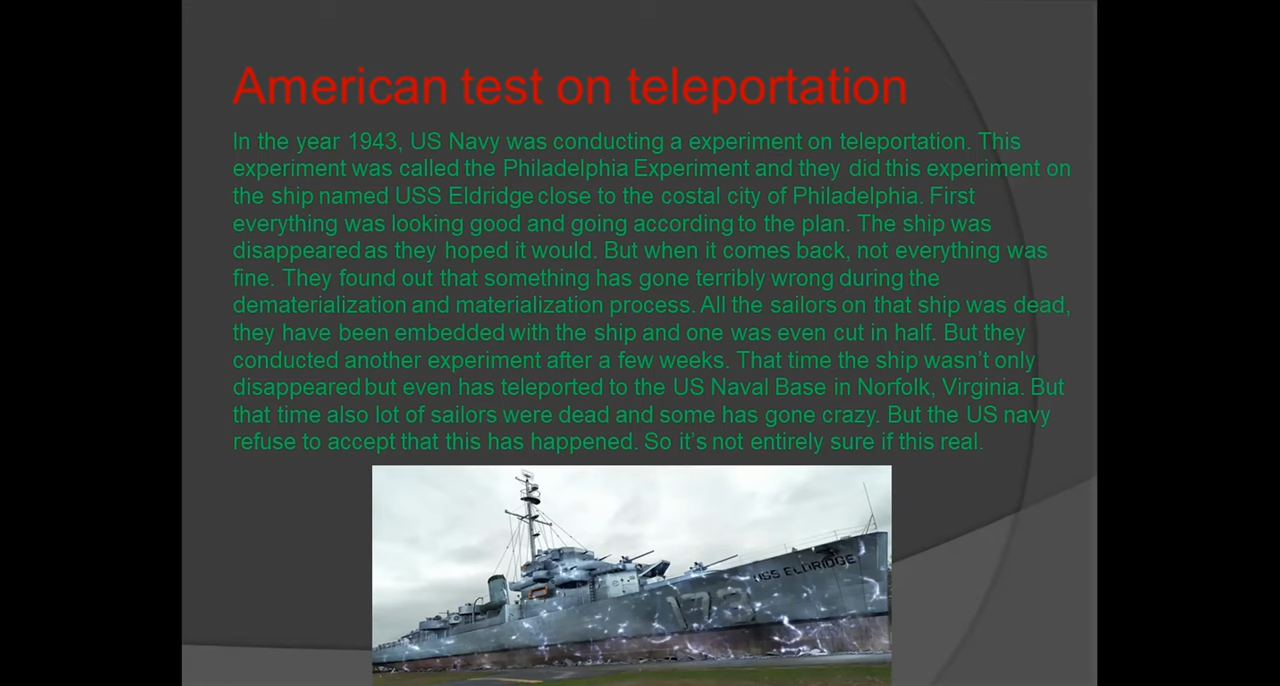 American test on teleportation
In the year 1943, US Navy was conducting a experiment on teleportation. This
experiment was called the Philadelphia Experiment and they did this experiment on
the ship named USS Eldridge close to the costal city of Philadelphia. First
everything was looking good and going according to the plan. The ship was
disappeared as they hoped it would. But when it comes back, not everything was
fine. They found out that something has gone terribly wrong during the
dematerialization and materialization process. All the sailors on that ship was dead,
they have been embedded with the ship and one was even cut in half. But they
conducted another experiment after a few weeks. That time the ship wasn’t only
disappeared but even has teleported to the US Naval Base in Norfolk, Virginia. But
that time also lot of sailors were dead and some has gone crazy. But the US navy
refuse to accept that this has happened. So it’s not entirely sure if this real.
USS ELDRIDGE
173